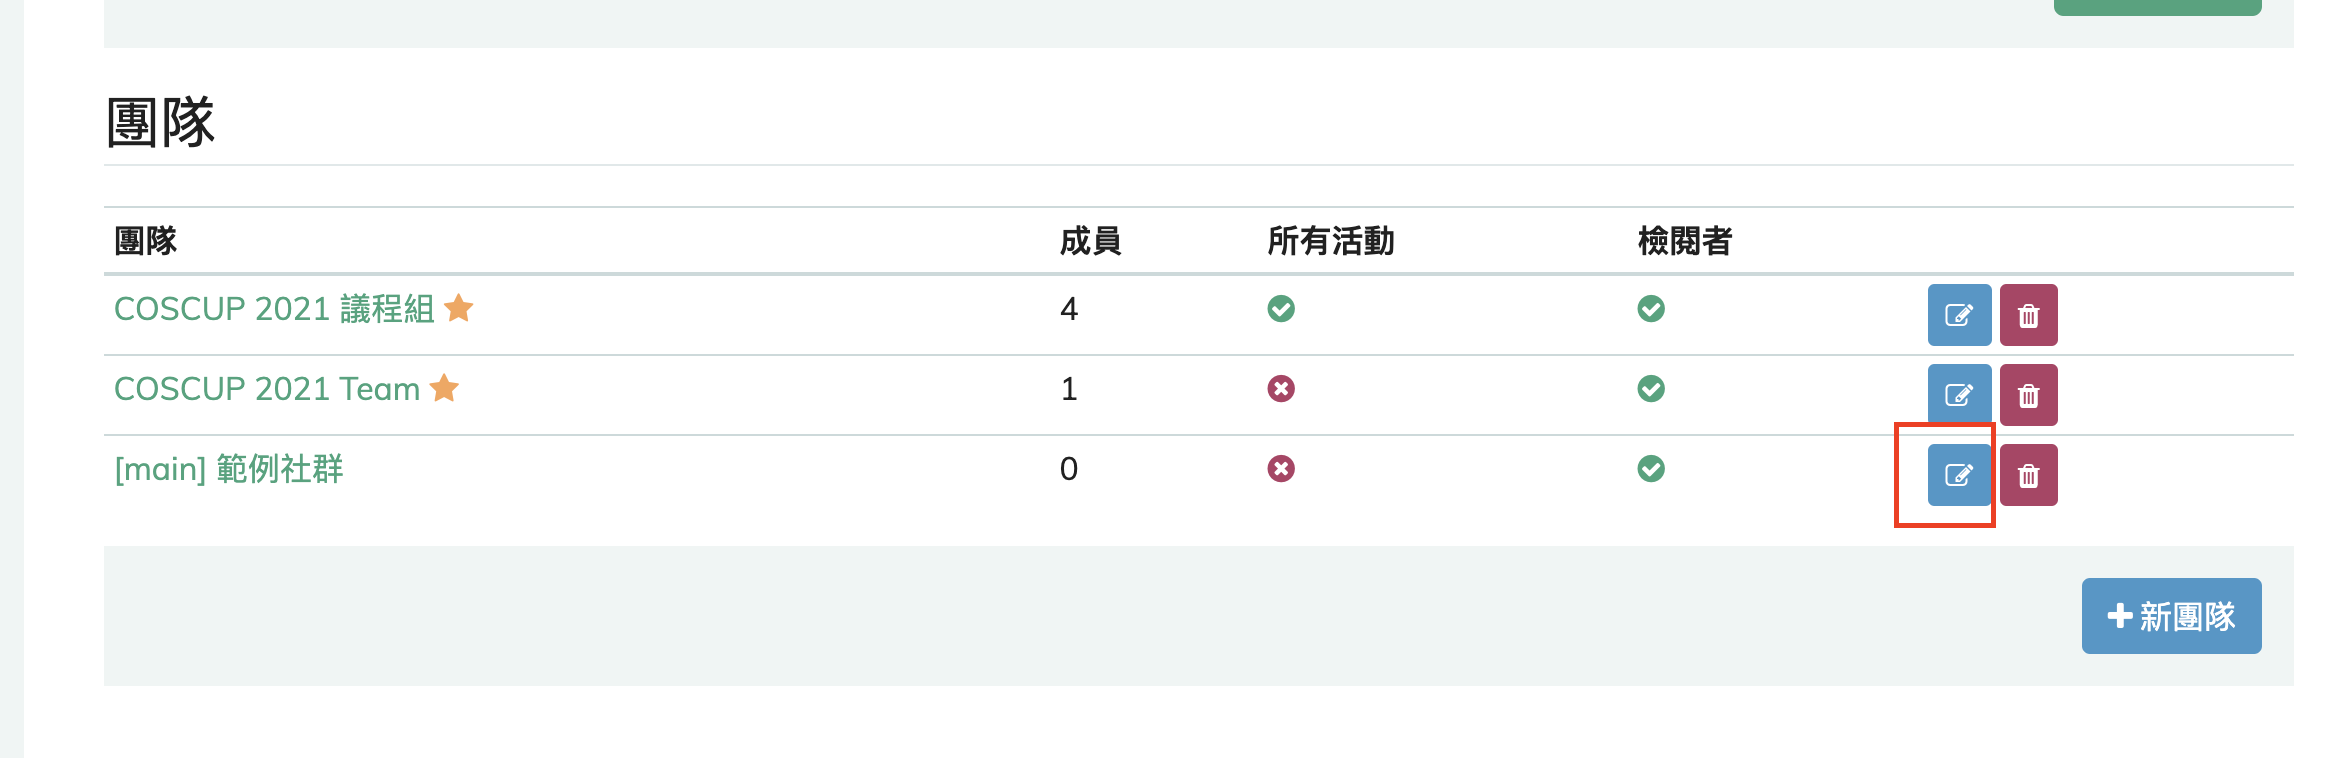 團隊
團隊 成員 所有活動 檢閱者
COSCUP 2021 議程組 4
COSCUP 2021 Team 1
[main] 範例社群 0
新團隊